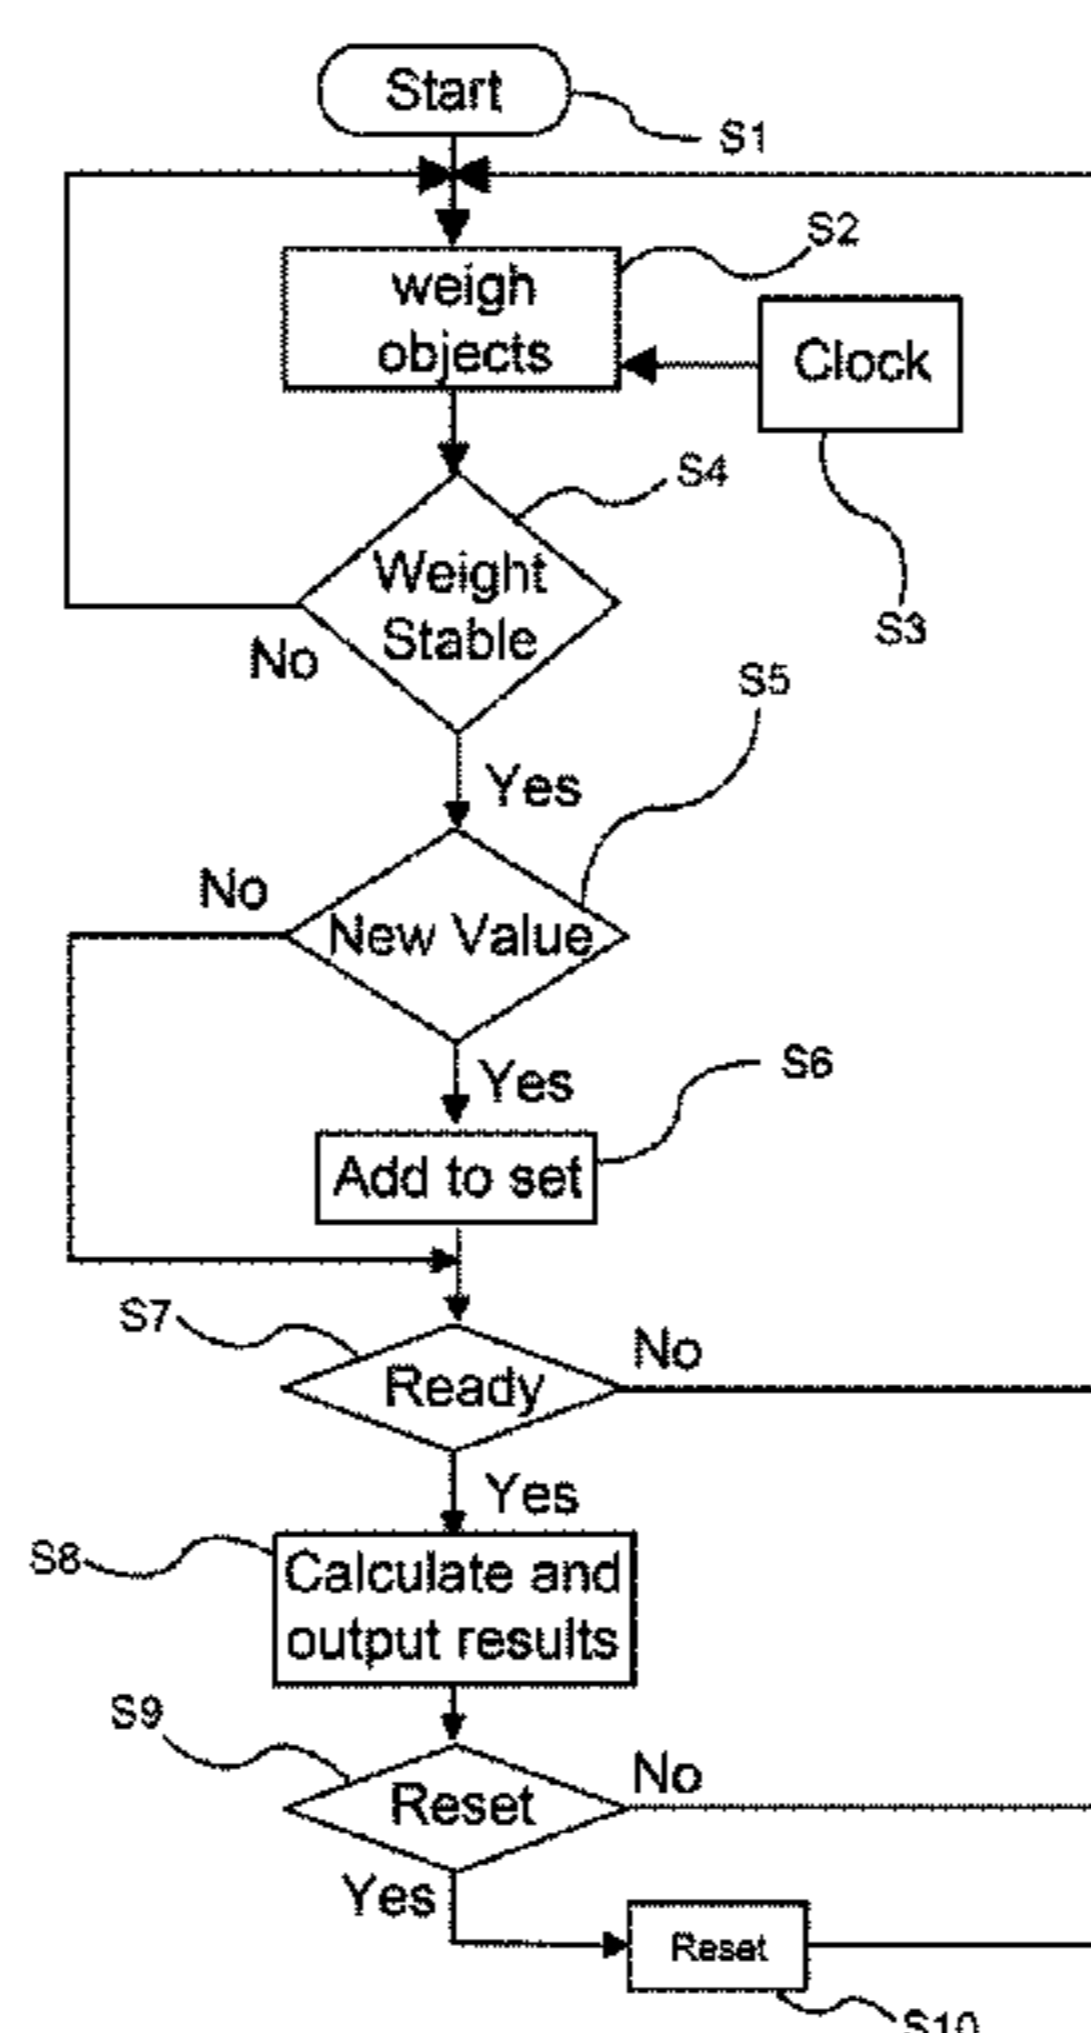 Start
S1
S2
weigh
objects
Clock
S4
Weight
Stable
S3
No
S5
Yes
No
New Value
Yes
S6
Add to set
S7
No
Ready
Yes
S8
Calculate and
output results
S9
No
Reset
Yes
Reset
S10